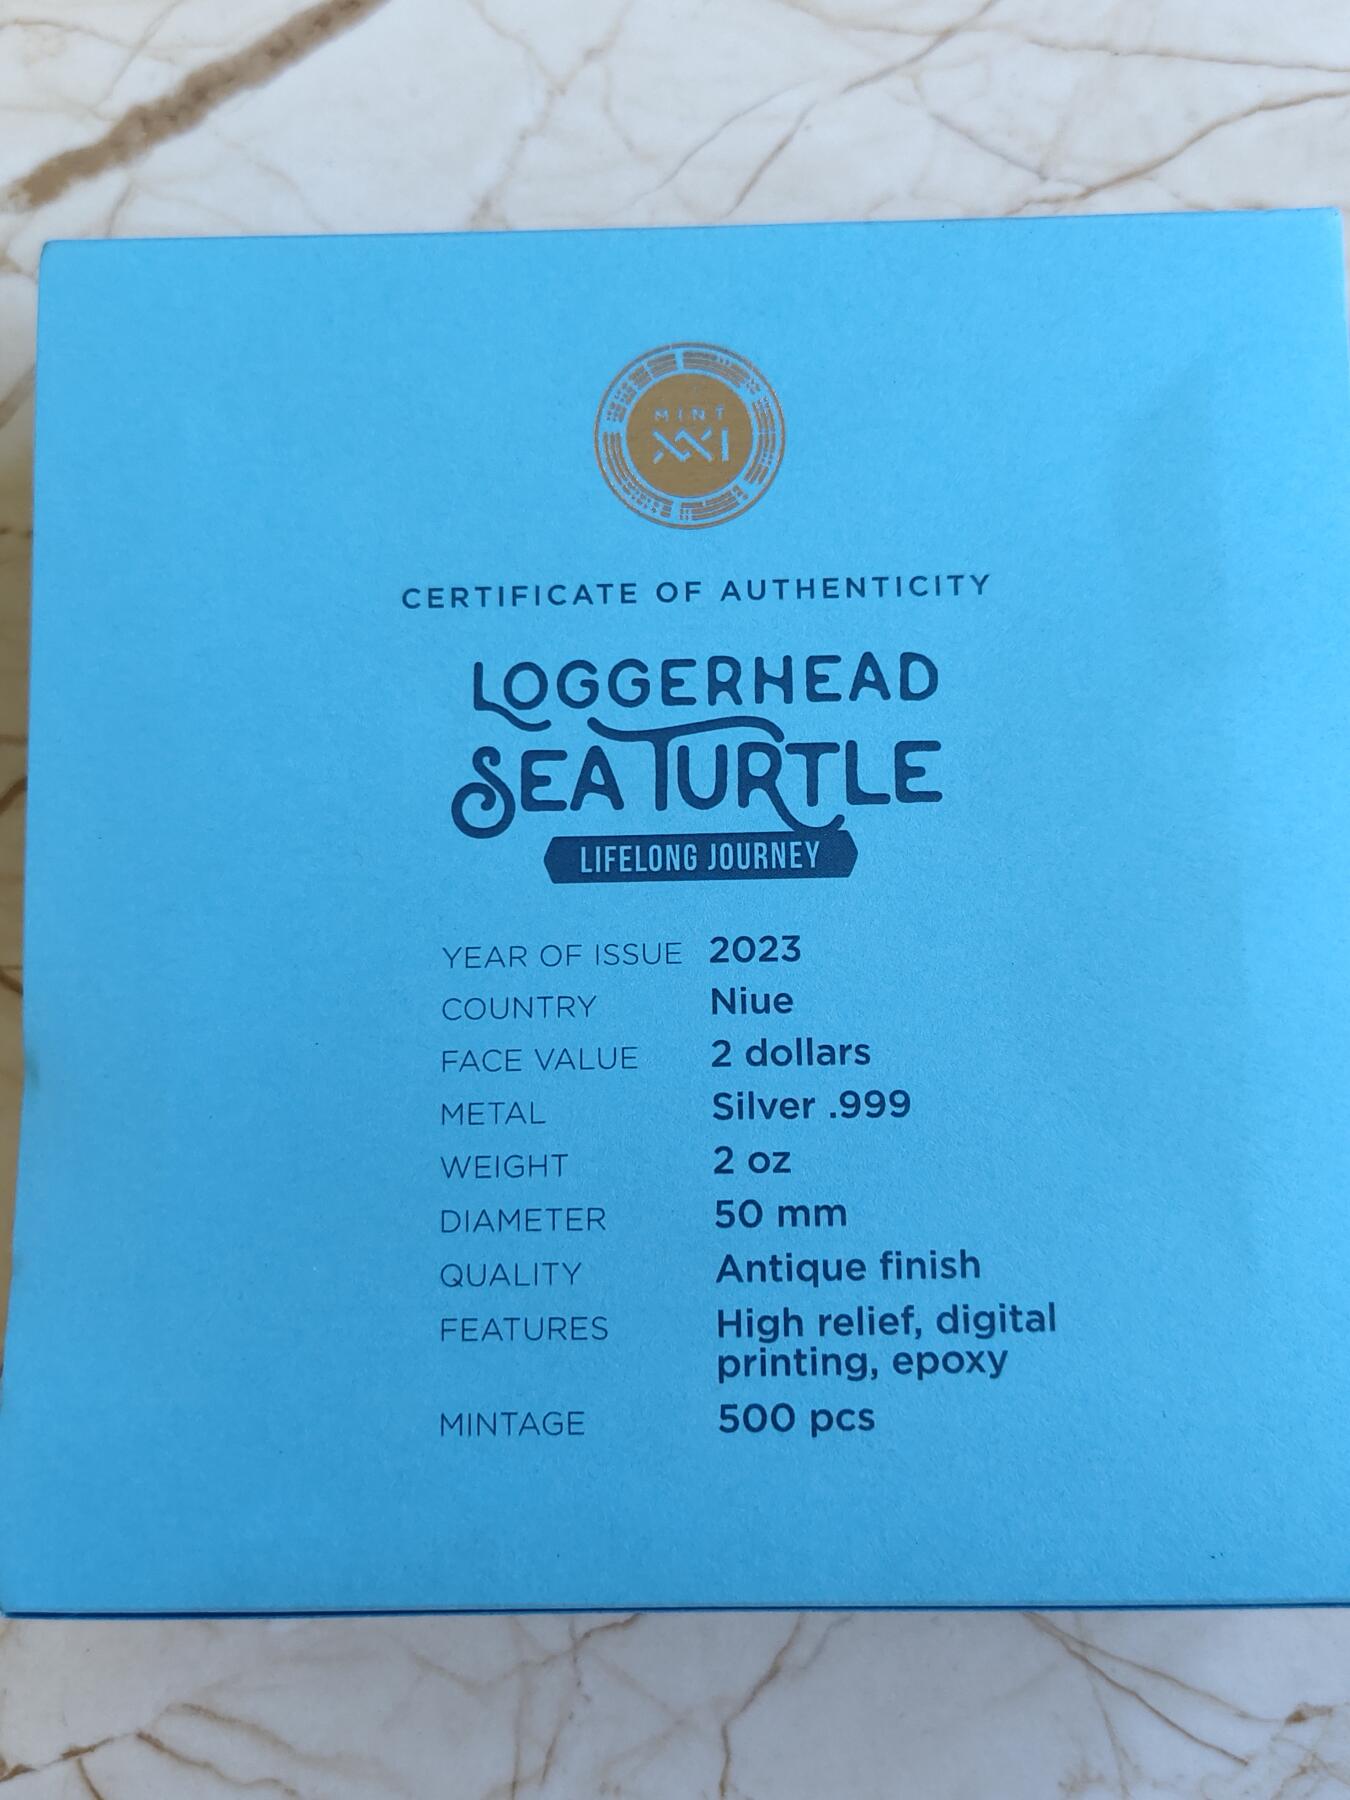 MINT
XXI
CERTIFICATE OF AUTHENTICITY
LOGGERHEAD
SEA TURTLE
LIFELONG JOURNEY
YEAR OF ISSUE 2023
COUNTRY Niue
FACE VALUE 2 dollars
METAL Silver .999
WEIGHT 2 oz
DIAMETER 50 mm
QUALITY Antique finish
FEATURES High relief, digital
printing, epoxy
MINTAGE 500 pcs